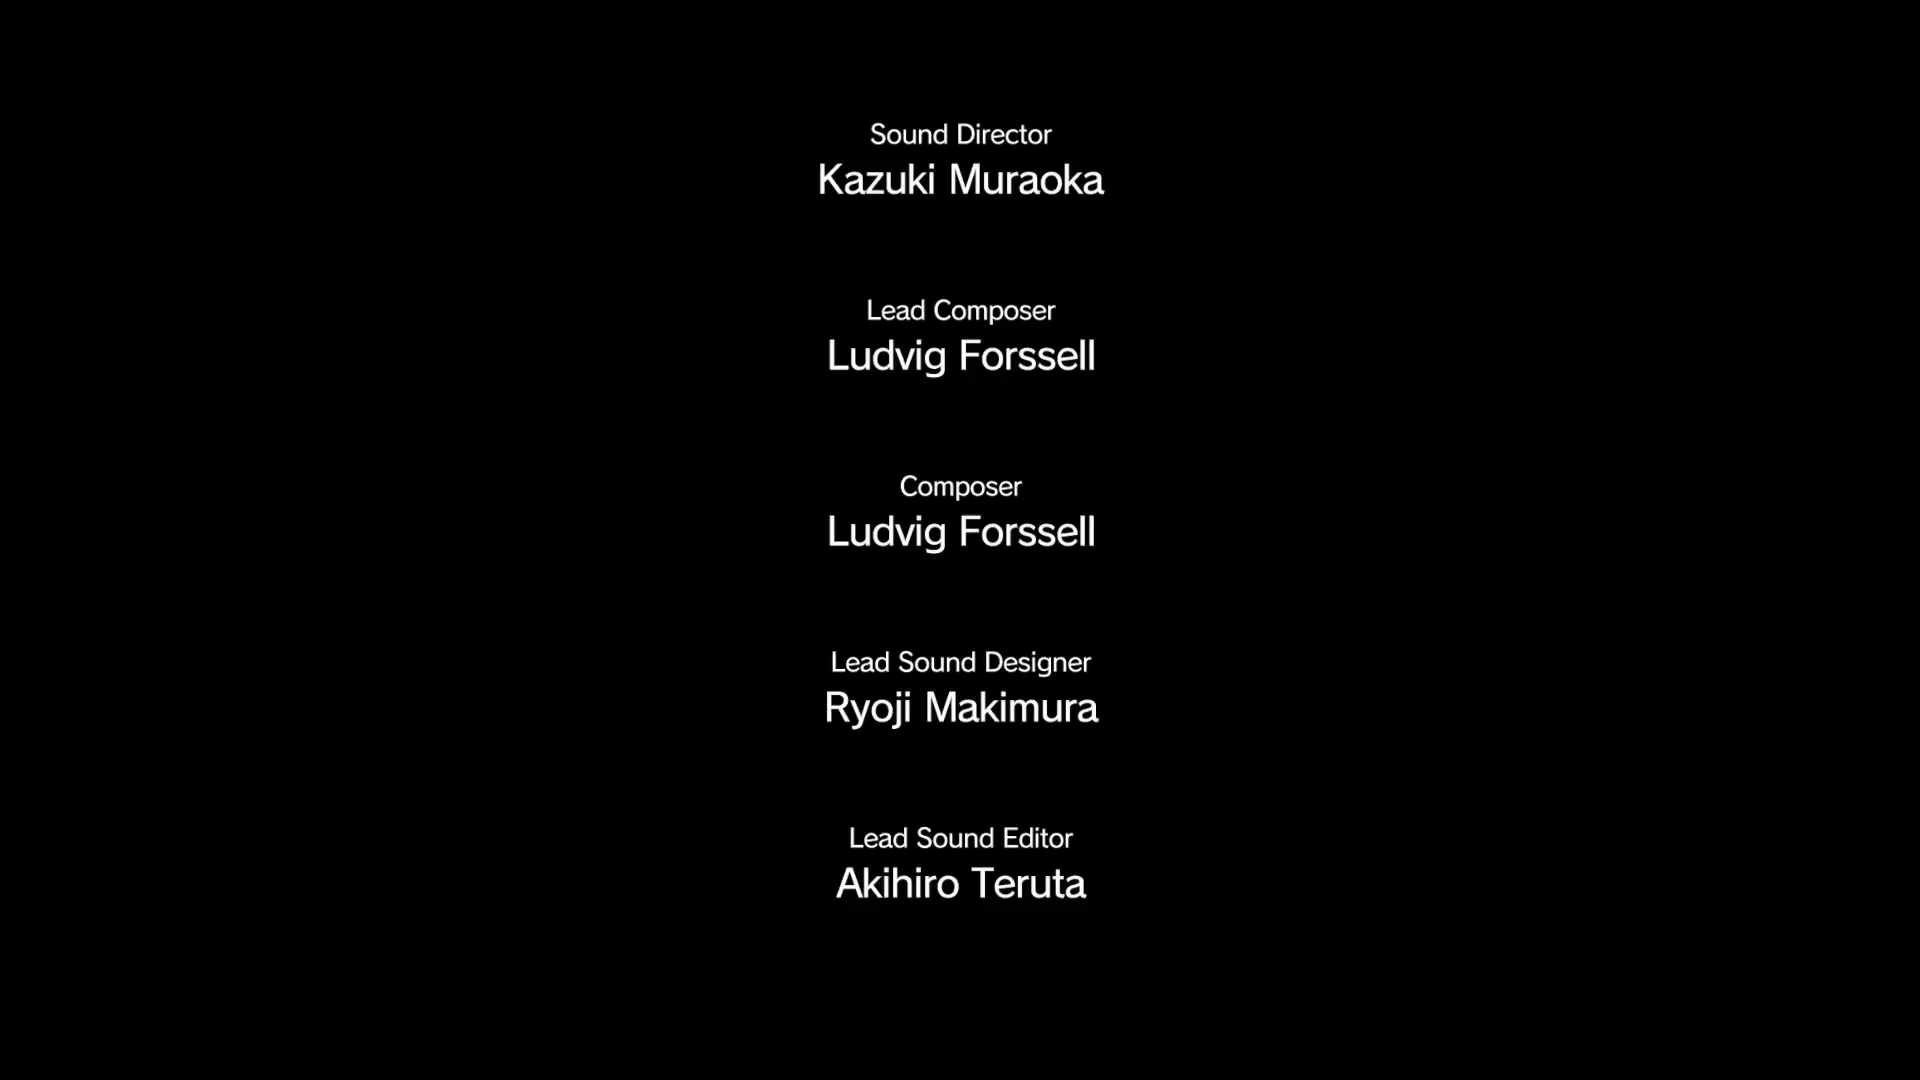 Sound Director
Kazuki Muraoka
Lead Composer
Ludvig Forssell
Composer
Ludvig Forssell
Lead Sound Designer
Ryoji Makimura
Lead Sound Editor
Akihiro Teruta